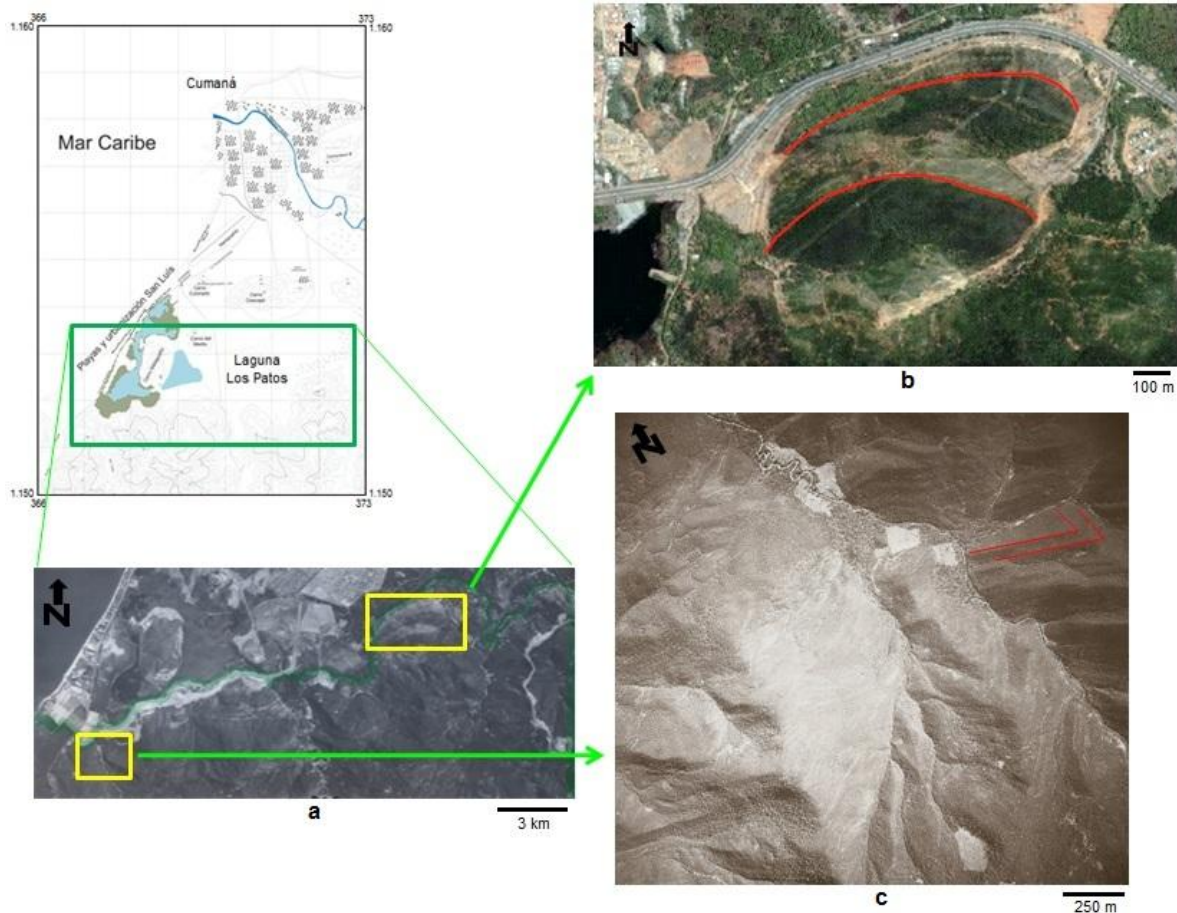 366
373
1.160
1.160
Cumaná
Mar Caribe
Playas y urbanización San Luis
Laguna
Los Patos
1.150
1.150
366
373
N
a
3 km
N
b
100 m
N
c
250 m